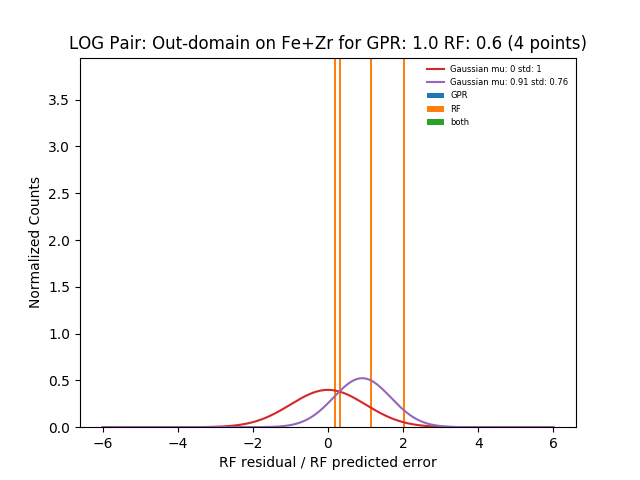 LOG Pair: Out-domain on Fe+Zr for GPR: 1.0 RF: 0.6 (4 points)
Gaussian mu: 0 std: 1
Gaussian mu: 0.91 std: 0.76
GPR
RF
both
Normalized Counts
3.5
3.0
2.5
2.0
1.5
1.0
0.5
0.0
−6 −4 −2 0 2 4 6
RF residual / RF predicted error